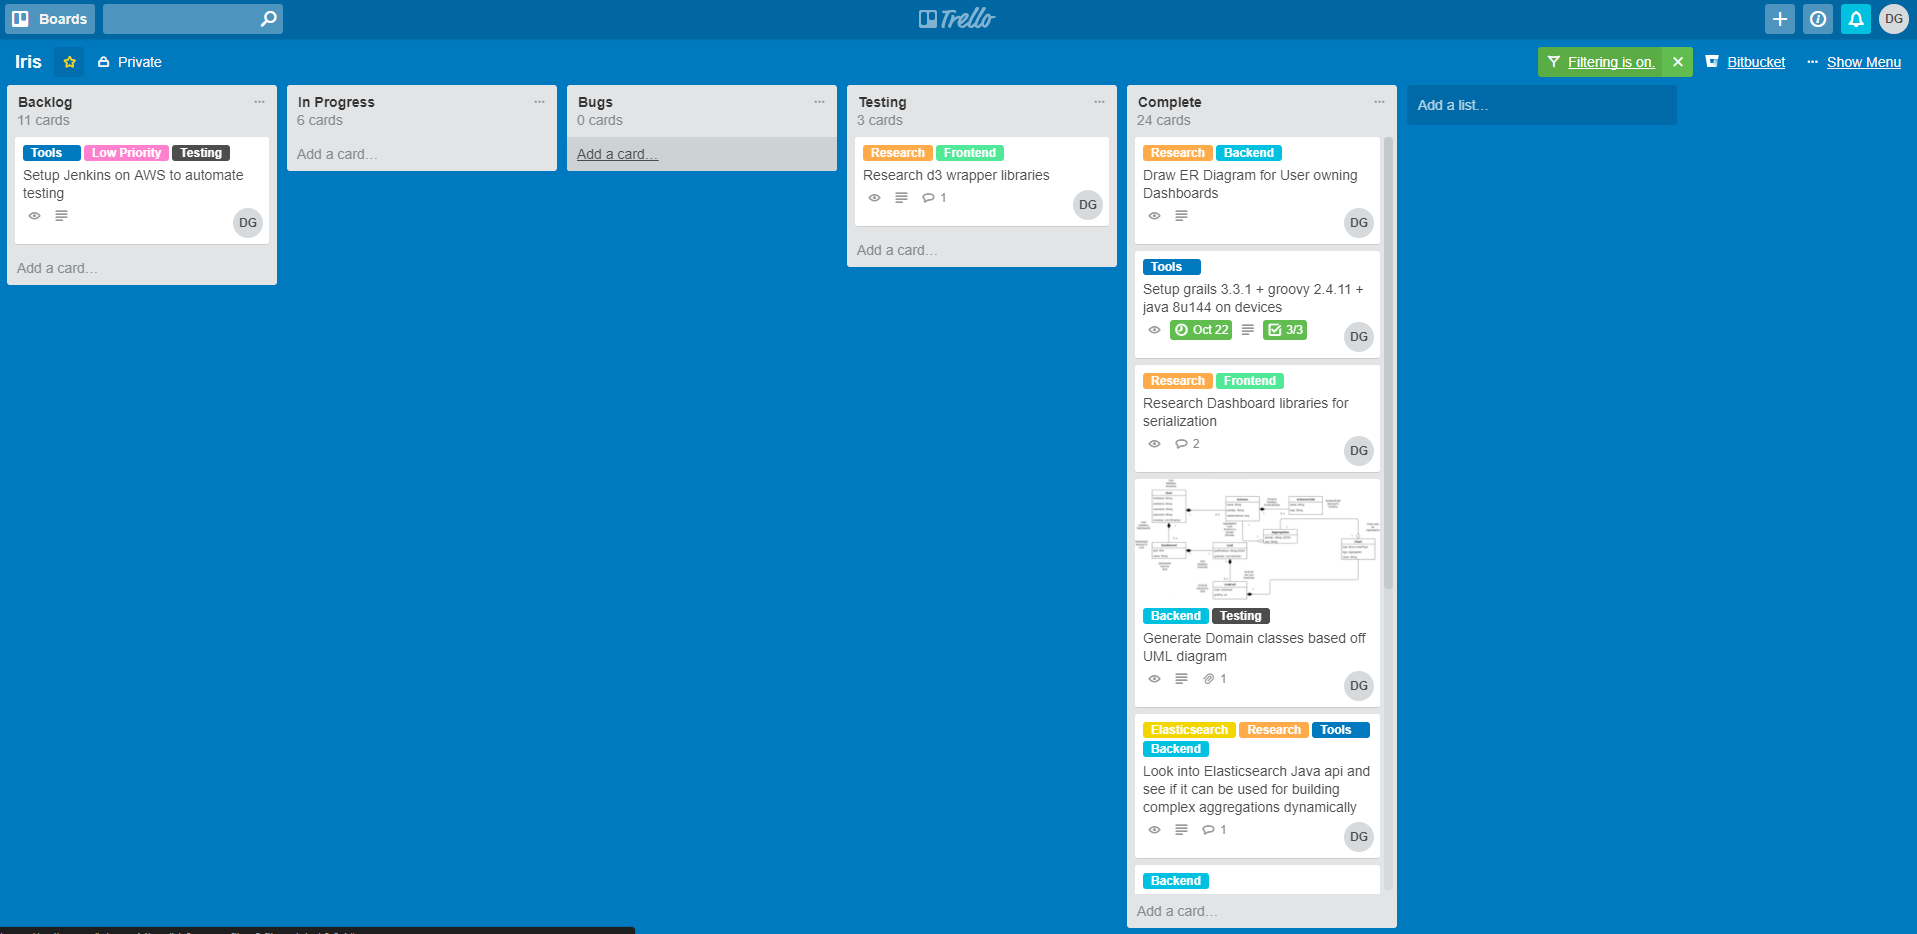 Boards
Trello
DG
Iris
Private
Filtering is on.
Bitbucket
Show Menu
Backlog
11 cards
Tools Low Priority Testing
Setup Jenkins on AWS to automate
testing
DG
Add a card…
In Progress
6 cards
Add a card…
Bugs
0 cards
Add a card…
Testing
3 cards
Research Frontend
Research d3 wrapper libraries
1
DG
Add a card…
Complete
24 cards
Research Backend
Draw ER Diagram for User owning
Dashboards
DG
Tools
Setup grails 3.3.1 + groovy 2.4.11 +
java 8u144 on devices
Oct 22 3/3
DG
Research Frontend
Research Dashboard libraries for
serialization
2
DG
Backend Testing
Generate Domain classes based off
UML diagram
1
DG
Elasticsearch Research Tools
Backend
Look into Elasticsearch Java api and
see if it can be used for building
complex aggregations dynamically
1
DG
Backend
Add a card…
Add a list…